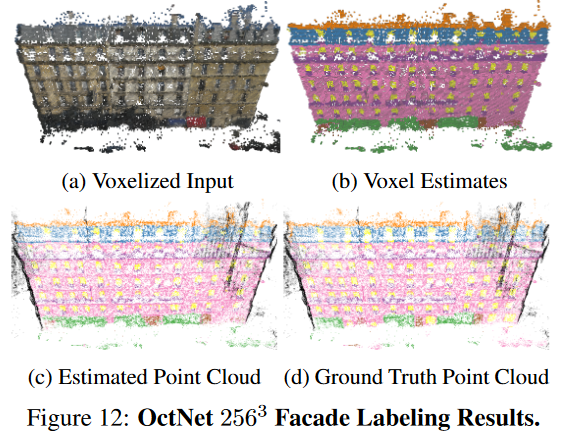 (a) Voxelized Input
(b) Voxel Estimates
(c) Estimated Point Cloud
(d) Ground Truth Point Cloud
Figure 12: OctNet 256³ Facade Labeling Results.